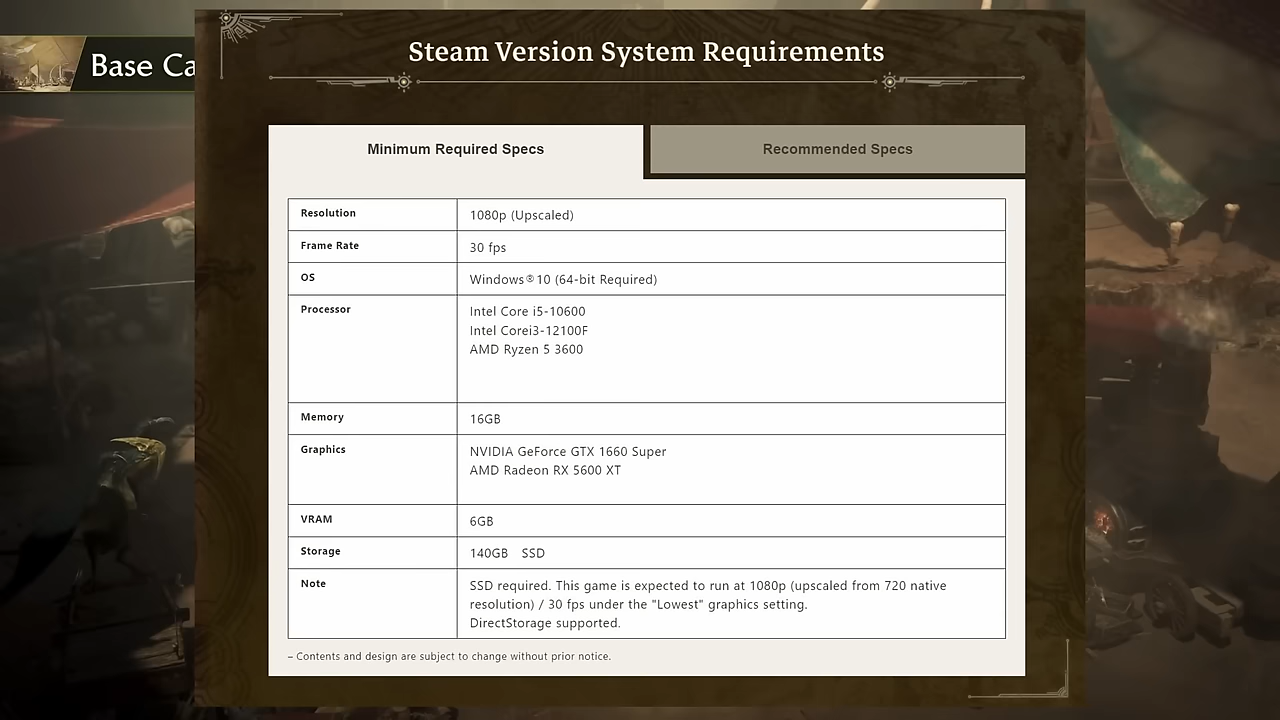 Steam Version System Requirements
Base Ca
Minimum Required Specs
Recommended Specs
Resolution
1080p (Upscaled)
Frame Rate
30 fps
OS
Windows®10 (64-bit Required)
Processor
Intel Core i5-10600
Intel Corei3-12100F
AMD Ryzen 5 3600
Memory
16GB
Graphics
NVIDIA GeForce GTX 1660 Super
AMD Radeon RX 5600 XT
VRAM
6GB
Storage
140GB SSD
Note
SSD required. This game is expected to run at 1080p (upscaled from 720 native
resolution) / 30 fps under the "Lowest" graphics setting.
DirectStorage supported.
– Contents and design are subject to change without prior notice.